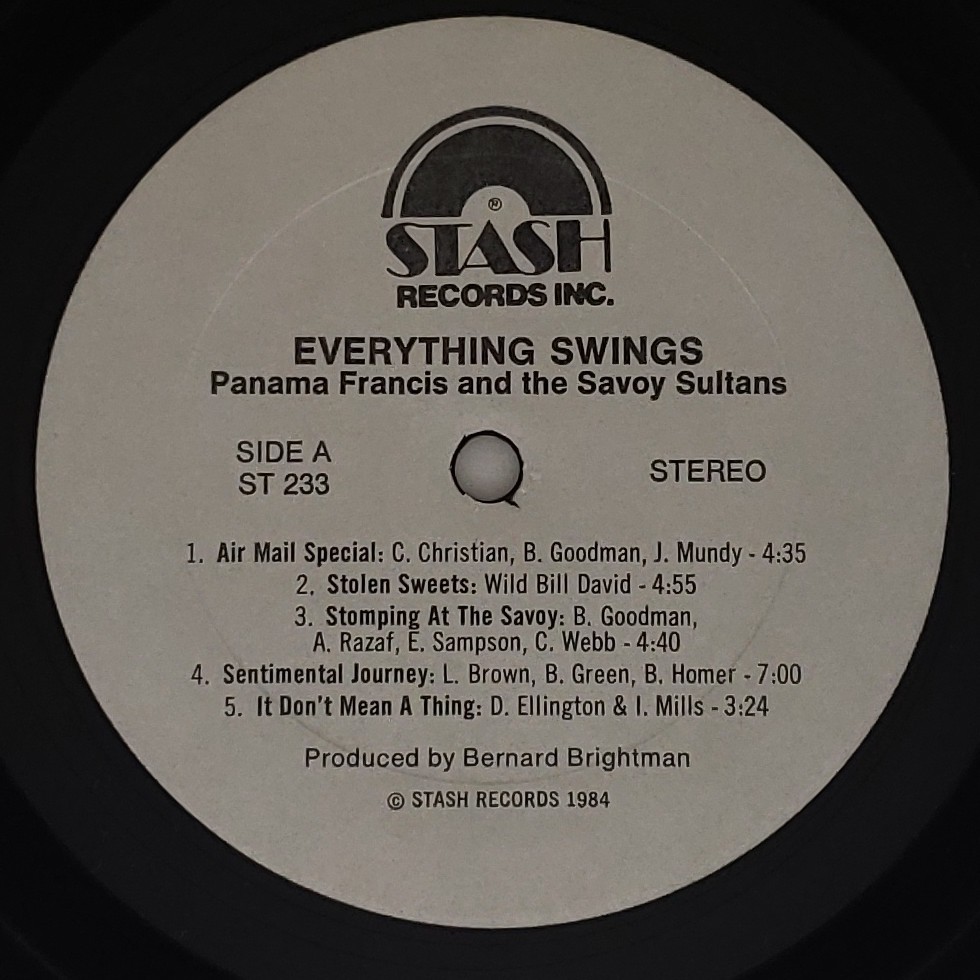 ®
STASH
RECORDS INC.
EVERYTHING SWINGS
Panama Francis and the Savoy Sultans
SIDE A
ST 233
STEREO
1. Air Mail Special: C. Christian, B. Goodman, J. Mundy - 4:35
2. Stolen Sweets: Wild Bill David - 4:55
3. Stomping At The Savoy: B. Goodman,
A. Razaf, E. Sampson, C. Webb - 4:40
4. Sentimental Journey: L. Brown, B. Green, B. Homer - 7:00
5. It Don't Mean A Thing: D. Ellington & I. Mills - 3:24
Produced by Bernard Brightman
© STASH RECORDS 1984